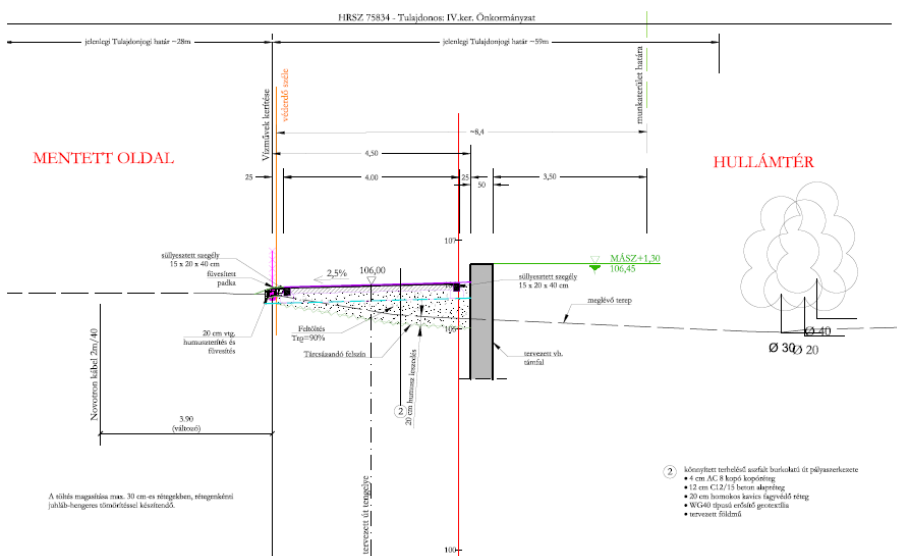 HRSZ 75834 - Tulajdonos: IV.ker. Önkormányzat
jelenlegi Tulajdonjogi határ ~28m
jelenlegi Tulajdonjogi határ ~59m
Vízművek kerítése
véderdő széle
munkaterület határa
~8,4
MENTETT OLDAL
HULLÁMTÉR
4,50
25
4.00
25
50
3,50
107
süllyesztett szegély
15 x 20 x 40 cm
füvesített
padka
2,5%
106,00
MÁSZ+1,30
106,45
süllyesztett szegély
15 x 20 x 40 cm
meglévő terep
20 cm vtg.
humuszterítés és
füvesítés
Feltöltés
Trρ=90%
Tárcsázandó felszín
Novotron kábel 2m/40
tervezett vb.
támfal
Ø 40
Ø 30
Ø 20
3.90
(változó)
2
20 cm humusz leszedés
tervezett út tengelye
A töltés magasítása max. 30 cm-es rétegekben, rétegenkénti
juhláb-hengeres tömörítéssel készítendő.
2
könnyített terhelésű aszfalt burkolatú út pályaszerkezete
• 4 cm AC 8 kopó kopóréteg
• 12 cm C12/15 beton alapréteg
• 20 cm homokos kavics fagyvédő réteg
• WG40 típusú erősítő geotextília
• tervezett földmű
100